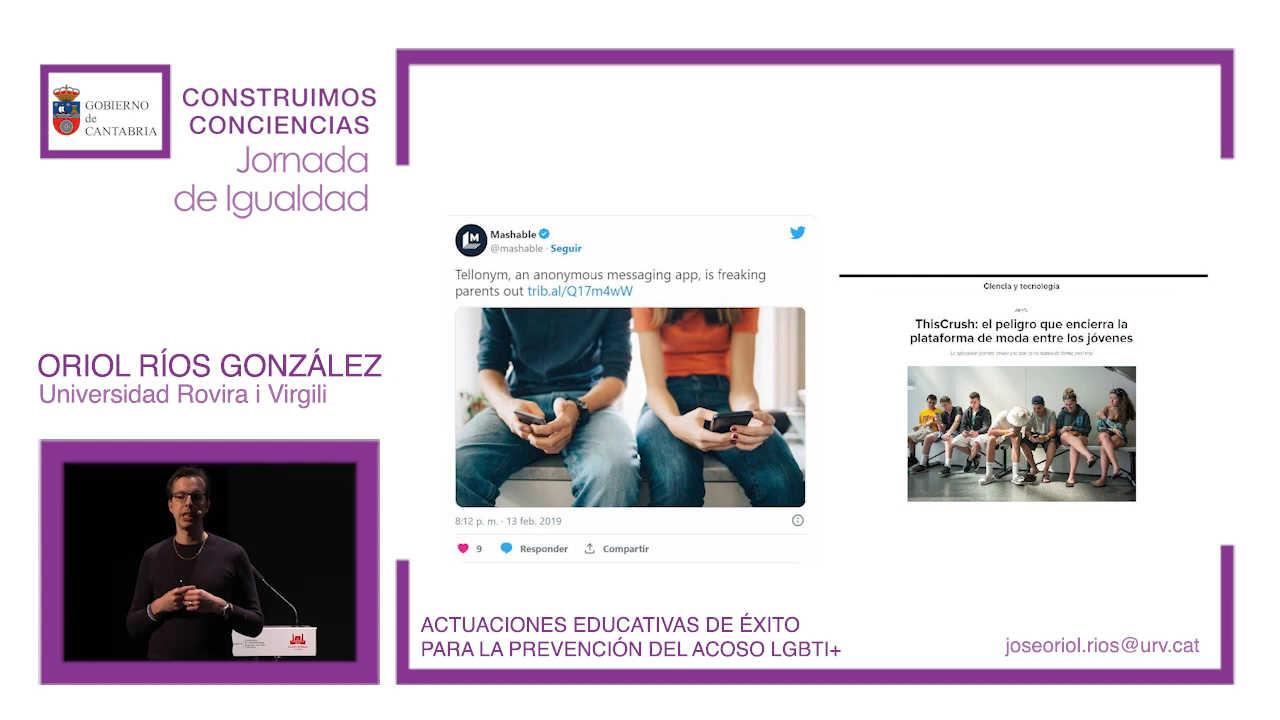 GOBIERNO
de
CANTABRIA
CONSTRUIMOS
CONCIENCIAS
Jornada
de Igualdad
ORIOL RÍOS GONZÁLEZ
Universidad Rovira i Virgili
Mashable
@mashable · Seguir
Tellonym, an anonymous messaging app, is freaking
parents out trib.al/Q17m4wW
8:12 p. m. · 13 feb. 2019
9 Responder Compartir
Ciencia y tecnología
APPS
ThisCrush: el peligro que encierra la
plataforma de moda entre los jóvenes
ACTUACIONES EDUCATIVAS DE ÉXITO
PARA LA PREVENCIÓN DEL ACOSO LGBTI+
joseoriol.rios@urv.cat